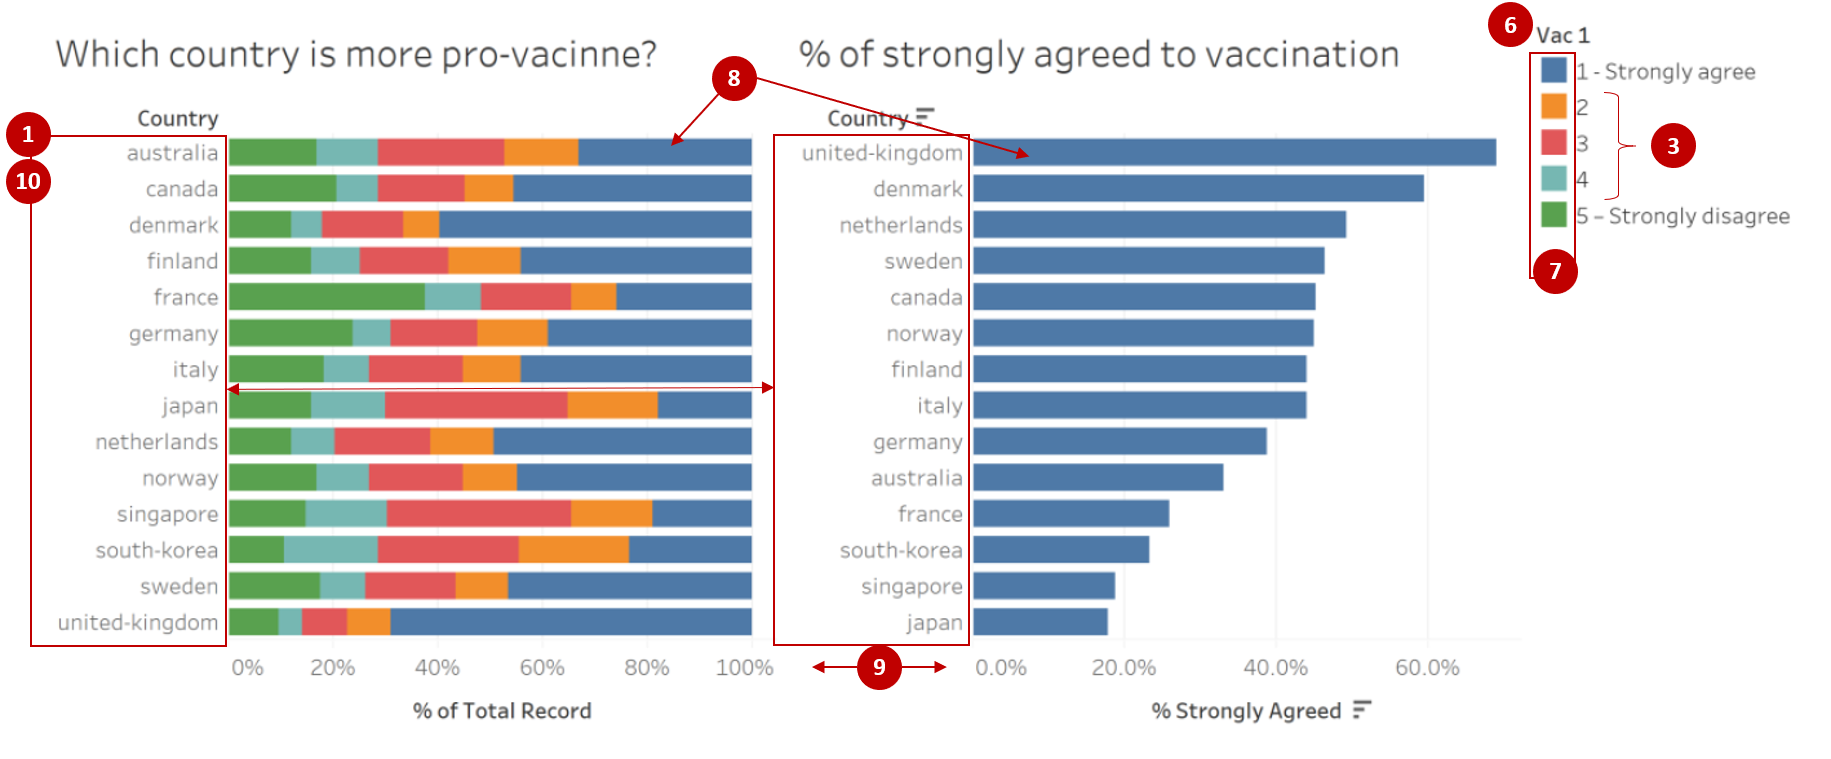 Which country is more pro-vacinne?
% of strongly agreed to vaccination
6
Vac 1
1 - Strongly agree
2
3
4
5 – Strongly disagree
3
7
8
1
10
Country
australia
canada
denmark
finland
france
germany
italy
japan
netherlands
norway
singapore
south-korea
sweden
united-kingdom
0% 20% 40% 60% 80% 100%
% of Total Record
Country
united-kingdom
denmark
netherlands
sweden
canada
norway
finland
italy
germany
australia
france
south-korea
singapore
japan
9
0.0% 20.0% 40.0% 60.0%
% Strongly Agreed